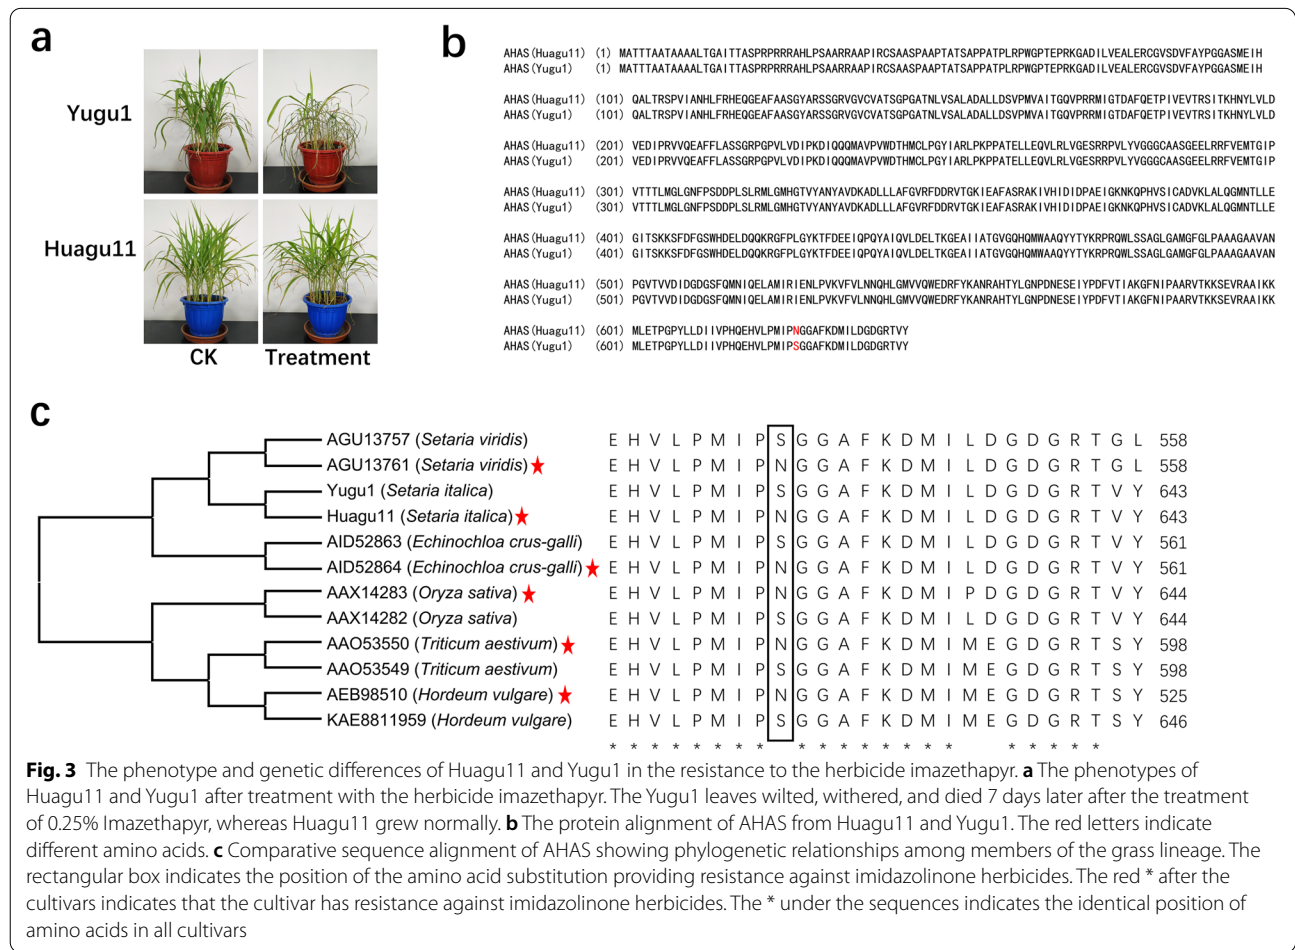 a
Yugu1
Huagu11
CK Treatment
b
AHAS(Huagu11) (1) MATTTAATAAAALTGAITTASPRPRRRAHLPSAARRAAPIRCSAASPAAPTATSAPPATPLRPWGPTEPRKGADILVEALERCGVSDVFAYPGGASMEIH
AHAS(Yugu1) (1) MATTTAATAAAALTGAITTASPRPRRRAHLPSAARRAAPIRCSAASPAAPTATSAPPATPLRPWGPTEPRKGADILVEALERCGVSDVFAYPGGASMEIH
AHAS(Huagu11) (101) QALTRSPVIANHLFRHEQGEAFAASGYARSSGRVGVCVATSGPGATNLVSALADALLDSVPMVAITGQVPRRMIGTDAFQETPIVEVTRSITKHNYLVLD
AHAS(Yugu1) (101) QALTRSPVIANHLFRHEQGEAFAASGYARSSGRVGVCVATSGPGATNLVSALADALLDSVPMVAITGQVPRRMIGTDAFQETPIVEVTRSITKHNYLVLD
AHAS(Huagu11) (201) VEDIPRVVQEAFFLASSGRPGPVLVDIPKDIQQQMAVPVWDTHMCLPGYIARLPKPPATELLEQVLRLVGESRRPVLYVGGGCAASGEELRRFVEMTGIP
AHAS(Yugu1) (201) VEDIPRVVQEAFFLASSGRPGPVLVDIPKDIQQQMAVPVWDTHMCLPGYIARLPKPPATELLEQVLRLVGESRRPVLYVGGGCAASGEELRRFVEMTGIP
AHAS(Huagu11) (301) VTTTLMGLGNFPSDDPLSLRMLGMHGTVYANYAVDKADLLLAFGVRFDDRVTGKIEAFASRAKIVHIDIDPAEIGKNKQPHVSICADVKLALQGMNTLLE
AHAS(Yugu1) (301) VTTTLMGLGNFPSDDPLSLRMLGMHGTVYANYAVDKADLLLAFGVRFDDRVTGKIEAFASRAKIVHIDIDPAEIGKNKQPHVSICADVKLALQGMNTLLE
AHAS(Huagu11) (401) GITSKKSFDFGSWHDELDQQKRGFPLGYKTFDEEIQPQYAIQVLDELTKGEAIIATGVGQHQMWAAQYYTYKRPRQWLSSAGLGAMGFGLPAAAGAAVAN
AHAS(Yugu1) (401) GITSKKSFDFGSWHDELDQQKRGFPLGYKTFDEEIQPQYAIQVLDELTKGEAIIATGVGQHQMWAAQYYTYKRPRQWLSSAGLGAMGFGLPAAAGAAVAN
AHAS(Huagu11) (501) PGVTVVDIDGDGSFQMNIQELAMIRIENLPVKVFVLNNQHLGMVVQWEDRFYKANRAHTYLGNPDNESEIYPDFVTIAKGFNIPAARVTKKSEVRAAIKK
AHAS(Yugu1) (501) PGVTVVDIDGDGSFQMNIQELAMIRIENLPVKVFVLNNQHLGMVVQWEDRFYKANRAHTYLGNPDNESEIYPDFVTIAKGFNIPAARVTKKSEVRAAIKK
AHAS(Huagu11) (601) MLETPGPYLLDIIVPHQEHVLPMIPNGGAFKDMILDGDGRTVY
AHAS(Yugu1) (601) MLETPGPYLLDIIVPHQEHVLPMIPSGGAFKDMILDGDGRTVY
c
AGU13757 (Setaria viridis) E H V L P M I P S G G A F K D M I L D G D G R T G L 558
AGU13761 (Setaria viridis) E H V L P M I P N G G A F K D M I L D G D G R T G L 558
Yugu1 (Setaria italica) E H V L P M I P S G G A F K D M I L D G D G R T V Y 643
Huagu11 (Setaria italica) E H V L P M I P N G G A F K D M I L D G D G R T V Y 643
AID52863 (Echinochloa crus-galli) E H V L P M I P S G G A F K D M I L D G D G R T V Y 561
AID52864 (Echinochloa crus-galli) E H V L P M I P N G G A F K D M I L D G D G R T V Y 561
AAX14283 (Oryza sativa) E H V L P M I P N G G A F K D M I P D G D G R T V Y 644
AAX14282 (Oryza sativa) E H V L P M I P S G G A F K D M I L D G D G R T V Y 644
AAO53550 (Triticum aestivum) E H V L P M I P N G G A F K D M I M E G D G R T S Y 598
AAO53549 (Triticum aestivum) E H V L P M I P S G G A F K D M I M E G D G R T S Y 598
AEB98510 (Hordeum vulgare) E H V L P M I P N G G A F K D M I M E G D G R T S Y 525
KAE8811959 (Hordeum vulgare) E H V L P M I P S G G A F K D M I M E G D G R T S Y 646
* * * * * * * * * * * * * * * * * * * * *
Fig. 3 The phenotype and genetic differences of Huagu11 and Yugu1 in the resistance to the herbicide imazethapyr. a The phenotypes of
Huagu11 and Yugu1 after treatment with the herbicide imazethapyr. The Yugu1 leaves wilted, withered, and died 7 days later after the treatment
of 0.25% Imazethapyr, whereas Huagu11 grew normally. b The protein alignment of AHAS from Huagu11 and Yugu1. The red letters indicate
different amino acids. c Comparative sequence alignment of AHAS showing phylogenetic relationships among members of the grass lineage. The
rectangular box indicates the position of the amino acid substitution providing resistance against imidazolinone herbicides. The red * after the
cultivars indicates that the cultivar has resistance against imidazolinone herbicides. The * under the sequences indicates the identical position of
amino acids in all cultivars